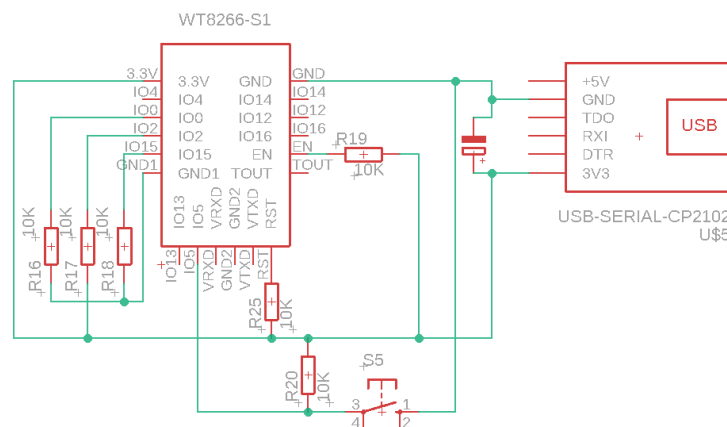 WT8266-S1
3.3V
IO4
IO0
IO2
IO15
GND1
3.3V
IO4
IO0
IO2
IO15
GND1
GND
IO14
IO12
IO16
EN
TOUT
GND
IO14
IO12
IO16
EN
TOUT
IO13
IO5
VRXD
GND2
VTXD
RST
IO13
IO5
VRXD
GND2
VTXD
RST
R19
10K
+5V
GND
TDO
RXI
DTR
3V3
USB
USB-SERIAL-CP2102
U$5
10K
10K
10K
R16
R17
R18
R25
10K
R20
10K
S5
3
1
4
2